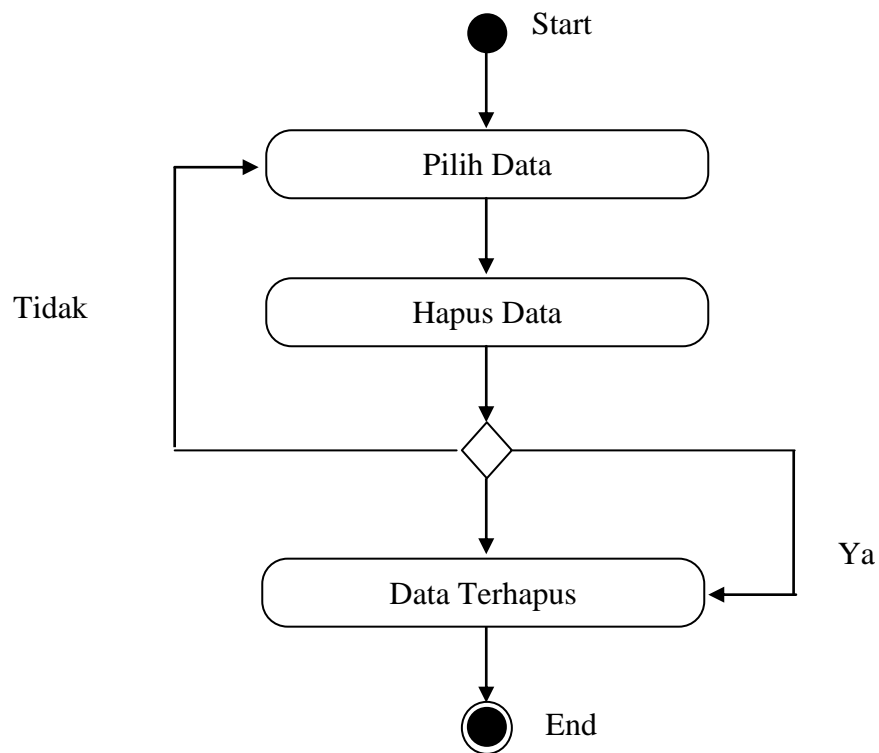 Start
Pilih Data
Tidak
Hapus Data
Ya
Data Terhapus
End